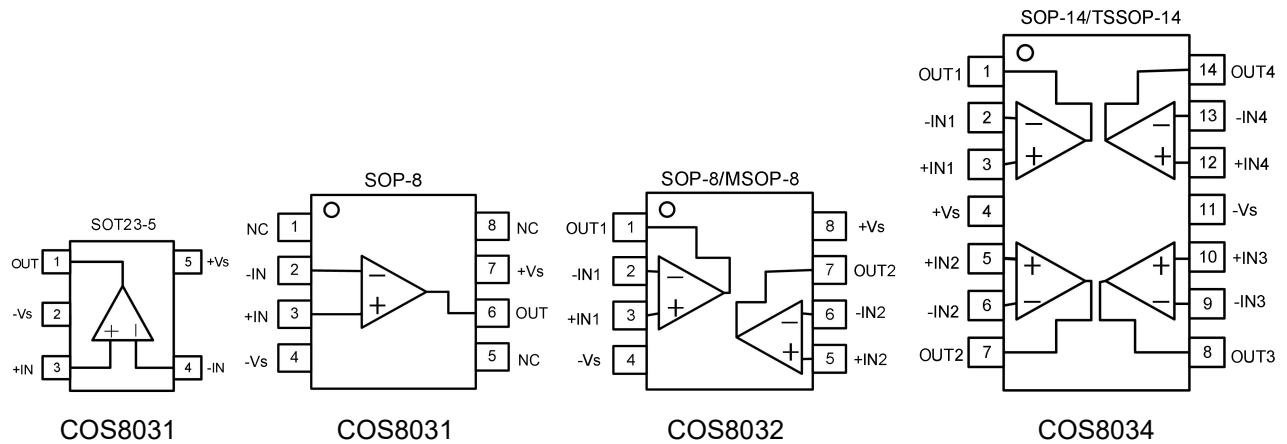 SOT23-5
OUT 1 5 +Vs
-Vs 2
+ −
+IN 3 4 -IN
COS8031
SOP-8
NC 1 8 NC
-IN 2 − 7 +Vs
+IN 3 + 6 OUT
-Vs 4 5 NC
COS8031
SOP-8/MSOP-8
OUT1 1 8 +Vs
-IN1 2 − 7 OUT2
+IN1 3 + − 6 -IN2
-Vs 4 + 5 +IN2
COS8032
SOP-14/TSSOP-14
OUT1 1 14 OUT4
-IN1 2 − − 13 -IN4
+IN1 3 + + 12 +IN4
+Vs 4 11 -Vs
+IN2 5 + + 10 +IN3
-IN2 6 − − 9 -IN3
OUT2 7 8 OUT3
COS8034